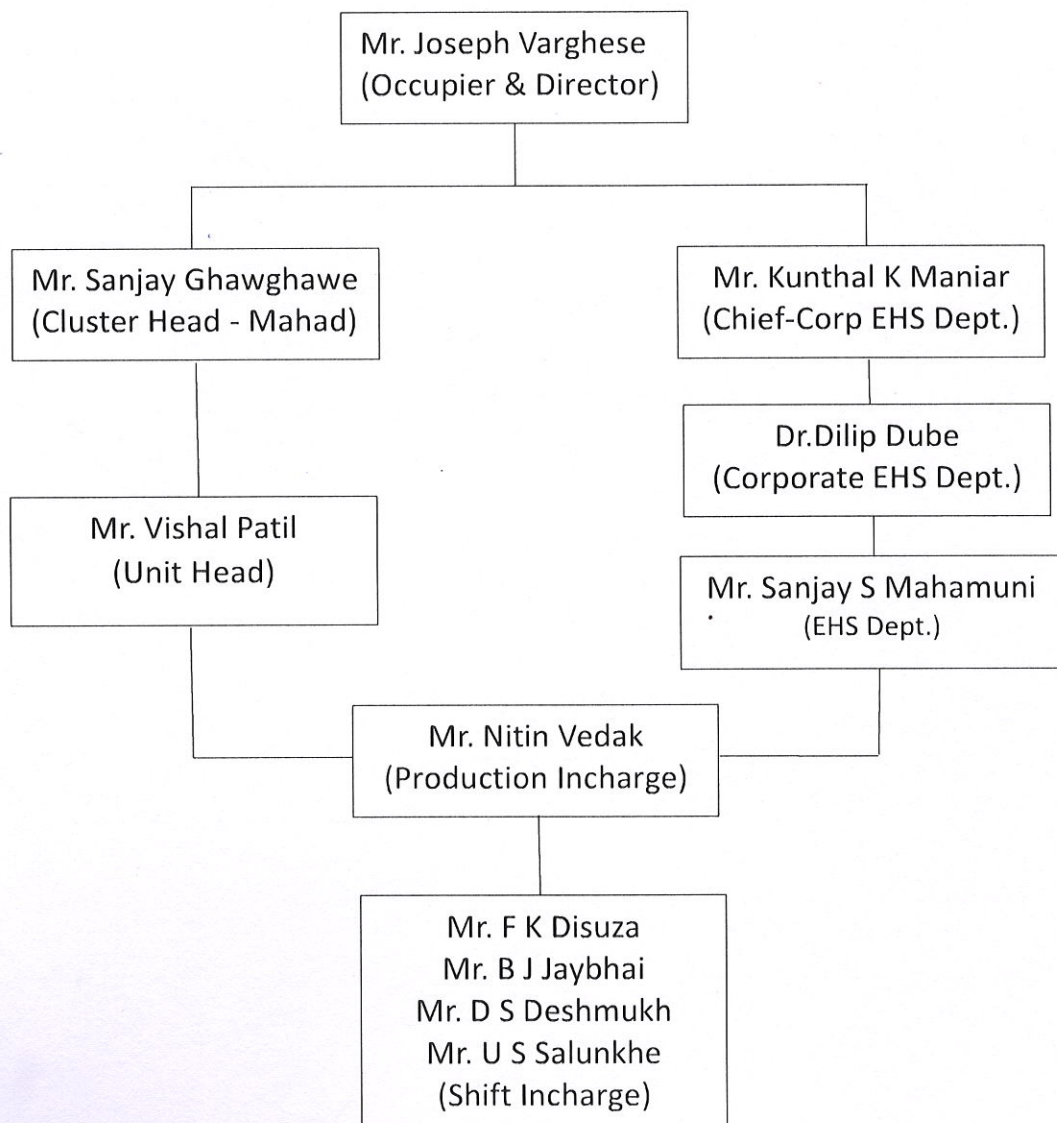 Mr. Joseph Varghese
(Occupier & Director)
Mr. Sanjay Ghawghawe
(Cluster Head - Mahad)
Mr. Kunthal K Maniar
(Chief-Corp EHS Dept.)
Dr.Dilip Dube
(Corporate EHS Dept.)
Mr. Vishal Patil
(Unit Head)
Mr. Sanjay S Mahamuni
(EHS Dept.)
Mr. Nitin Vedak
(Production Incharge)
Mr. F K Disuza
Mr. B J Jaybhai
Mr. D S Deshmukh
Mr. U S Salunkhe
(Shift Incharge)